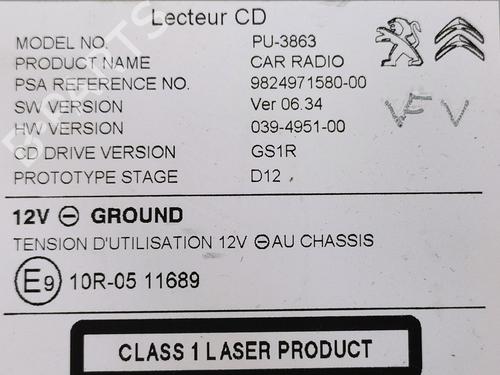 Lecteur CD
MODEL NO. PU-3863
PRODUCT NAME CAR RADIO
PSA REFERENCE NO. 9824971580-00
SW VERSION Ver 06.34
HW VERSION 039-4951-00
CD DRIVE VERSION GS1R
PROTOTYPE STAGE D12
VFV
12V ⊖ GROUND
TENSION D'UTILISATION 12V ⊖AU CHASSIS
E9 10R-05 11689
CLASS 1 LASER PRODUCT